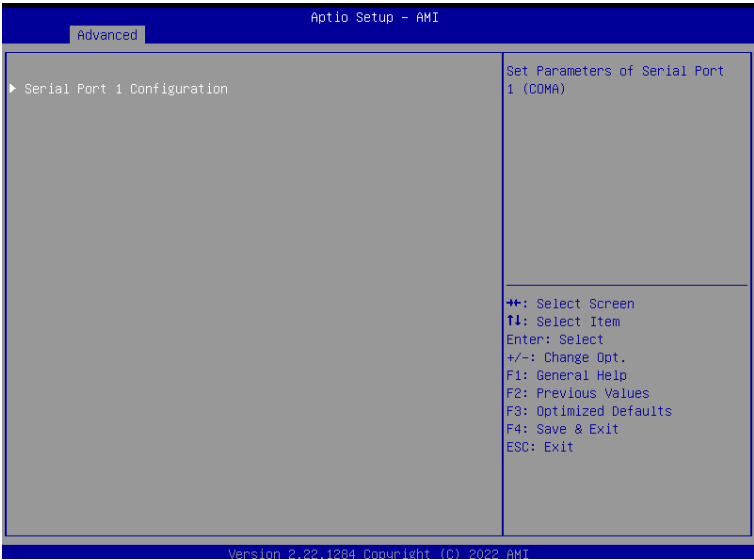 Aptio Setup – AMI
Advanced
▶ Serial Port 1 Configuration
Set Parameters of Serial Port
1 (COMA)
→←: Select Screen
↑↓: Select Item
Enter: Select
+/-: Change Opt.
F1: General Help
F2: Previous Values
F3: Optimized Defaults
F4: Save & Exit
ESC: Exit
Version 2.22.1284 Copyright (C) 2022 AMI